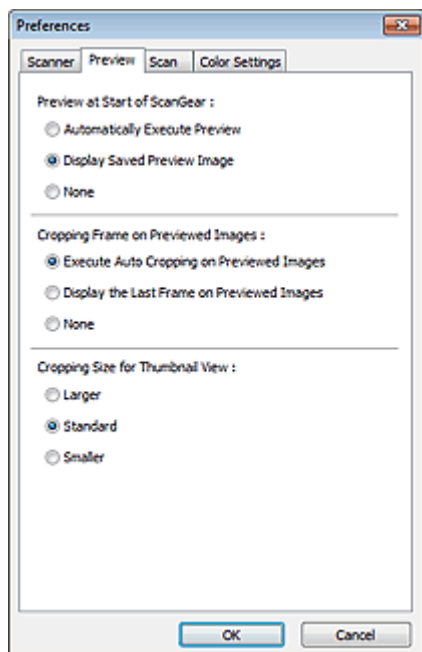 Preferences
Scanner Preview Scan Color Settings
Preview at Start of ScanGear :
Automatically Execute Preview
Display Saved Preview Image
None
Cropping Frame on Previewed Images :
Execute Auto Cropping on Previewed Images
Display the Last Frame on Previewed Images
None
Cropping Size for Thumbnail View :
Larger
Standard
Smaller
OK Cancel